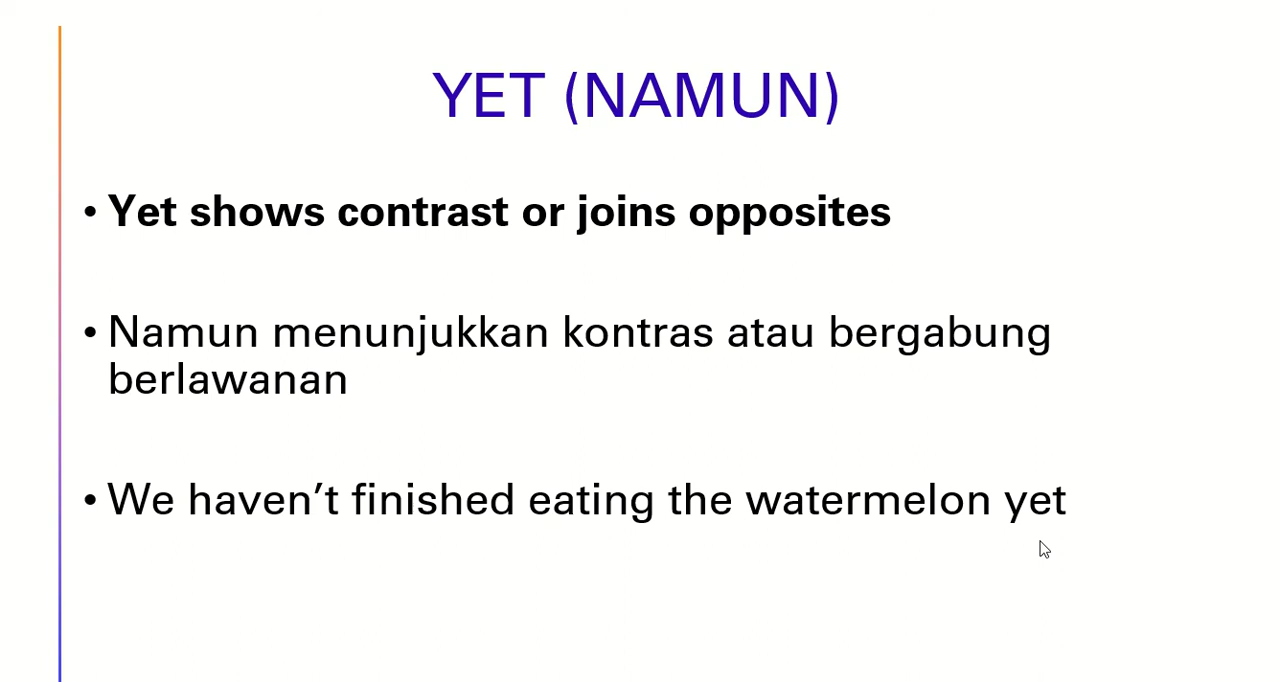 YET (NAMUN)
• Yet shows contrast or joins opposites
• Namun menunjukkan kontras atau bergabung
berlawanan
• We haven’t finished eating the watermelon yet